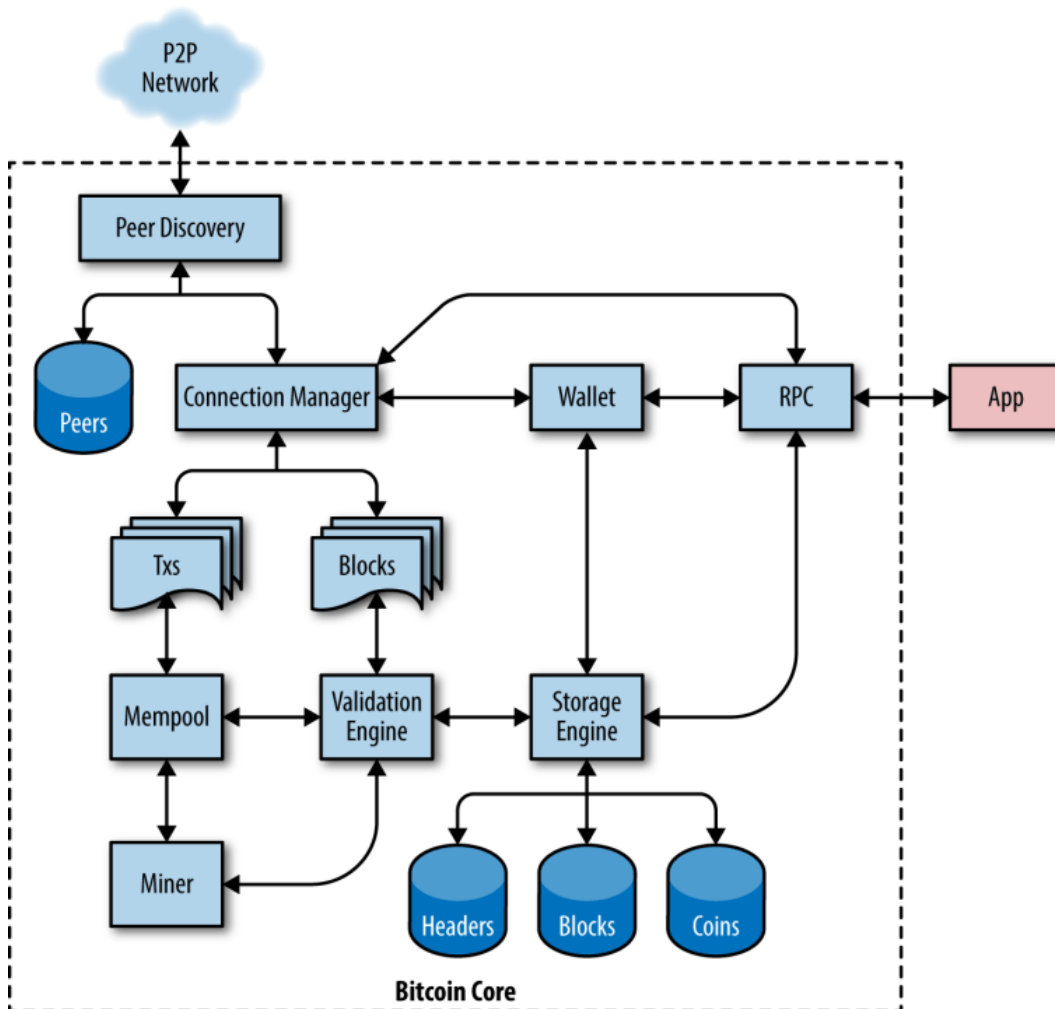 P2P
Network
Peer Discovery
Peers
Connection Manager
Wallet
RPC
App
Txs
Blocks
Mempool
Validation
Engine
Storage
Engine
Miner
Headers
Blocks
Coins
Bitcoin Core